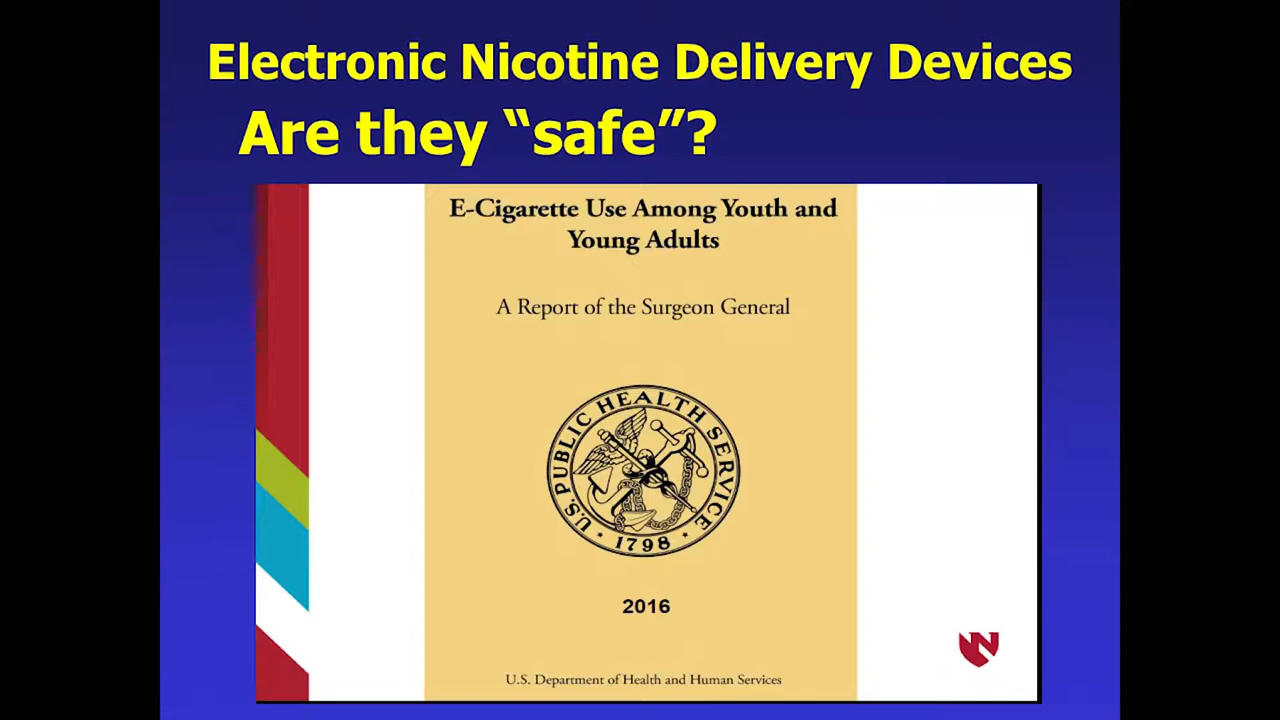 Electronic Nicotine Delivery Devices
Are they “safe”?
E-Cigarette Use Among Youth and
Young Adults
A Report of the Surgeon General
U.S. PUBLIC HEALTH SERVICE
• 1798 •
2016
U.S. Department of Health and Human Services
N